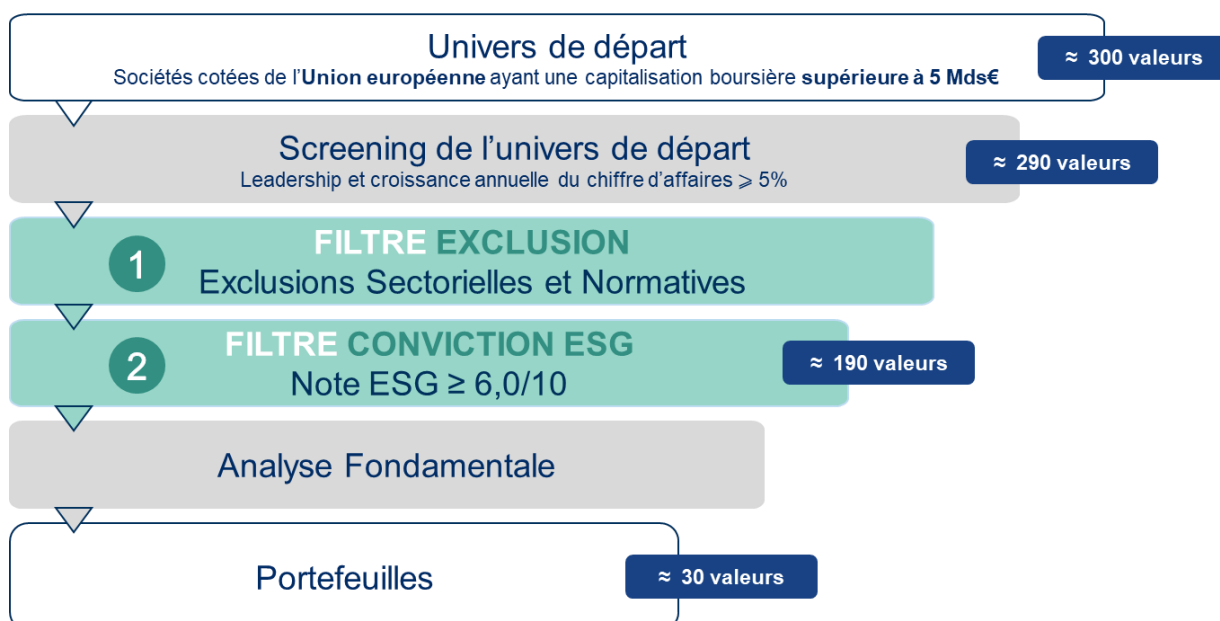 Univers de départ
Sociétés cotées de l'Union européenne ayant une capitalisation boursière supérieure à 5 Mds€
≈ 300 valeurs
Screening de l'univers de départ
Leadership et croissance annuelle du chiffre d'affaires ⩾ 5%
≈ 290 valeurs
1
FILTRE EXCLUSION
Exclusions Sectorielles et Normatives
2
FILTRE CONVICTION ESG
Note ESG ≥ 6,0/10
≈ 190 valeurs
Analyse Fondamentale
Portefeuilles
≈ 30 valeurs